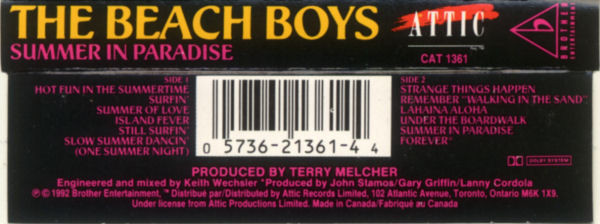 THE BEACH BOYS
SUMMER IN PARADISE
ATTIC
CAT 1361
BROTHER
ENTERTAINMENT
SIDE 1
HOT FUN IN THE SUMMERTIME
SURFIN'
SUMMER OF LOVE
ISLAND FEVER
STILL SURFIN'
SLOW SUMMER DANCIN'
(ONE SUMMER NIGHT)
0 5736-21361-4 4
SIDE 2
STRANGE THINGS HAPPEN
REMEMBER "WALKING IN THE SAND"
LAHAINA ALOHA
UNDER THE BOARDWALK
SUMMER IN PARADISE
FOREVER*
DOLBY SYSTEM
PRODUCED BY TERRY MELCHER
Engineered and mixed by Keith Wechsler *Produced by John Stamos/Gary Griffin/Lanny Cordola
℗ © 1992 Brother Entertainment, ™ Distribué par/Distributed by Attic Records Limited, 102 Atlantic Avenue, Toronto, Ontario M6K 1X9.
Under license from Attic Productions Limited. Made in Canada/Fabriqué au Canada